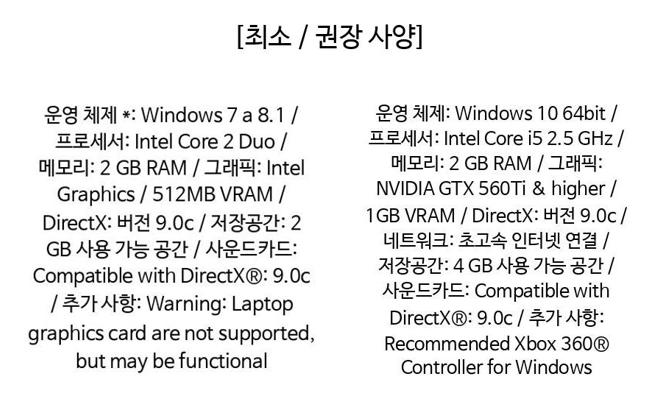 [최소 / 권장 사양]
운영 체제 *: Windows 7 a 8.1 /
프로세서: Intel Core 2 Duo /
메모리: 2 GB RAM / 그래픽: Intel
Graphics / 512MB VRAM /
DirectX: 버전 9.0c / 저장공간: 2
GB 사용 가능 공간 / 사운드카드:
Compatible with DirectX®: 9.0c
/ 추가 사항: Warning: Laptop
graphics card are not supported,
but may be functional
운영 체제: Windows 10 64bit /
프로세서: Intel Core i5 2.5 GHz /
메모리: 2 GB RAM / 그래픽:
NVIDIA GTX 560Ti & higher /
1GB VRAM / DirectX: 버전 9.0c /
네트워크: 초고속 인터넷 연결 /
저장공간: 4 GB 사용 가능 공간 /
사운드카드: Compatible with
DirectX®: 9.0c / 추가 사항:
Recommended Xbox 360®
Controller for Windows